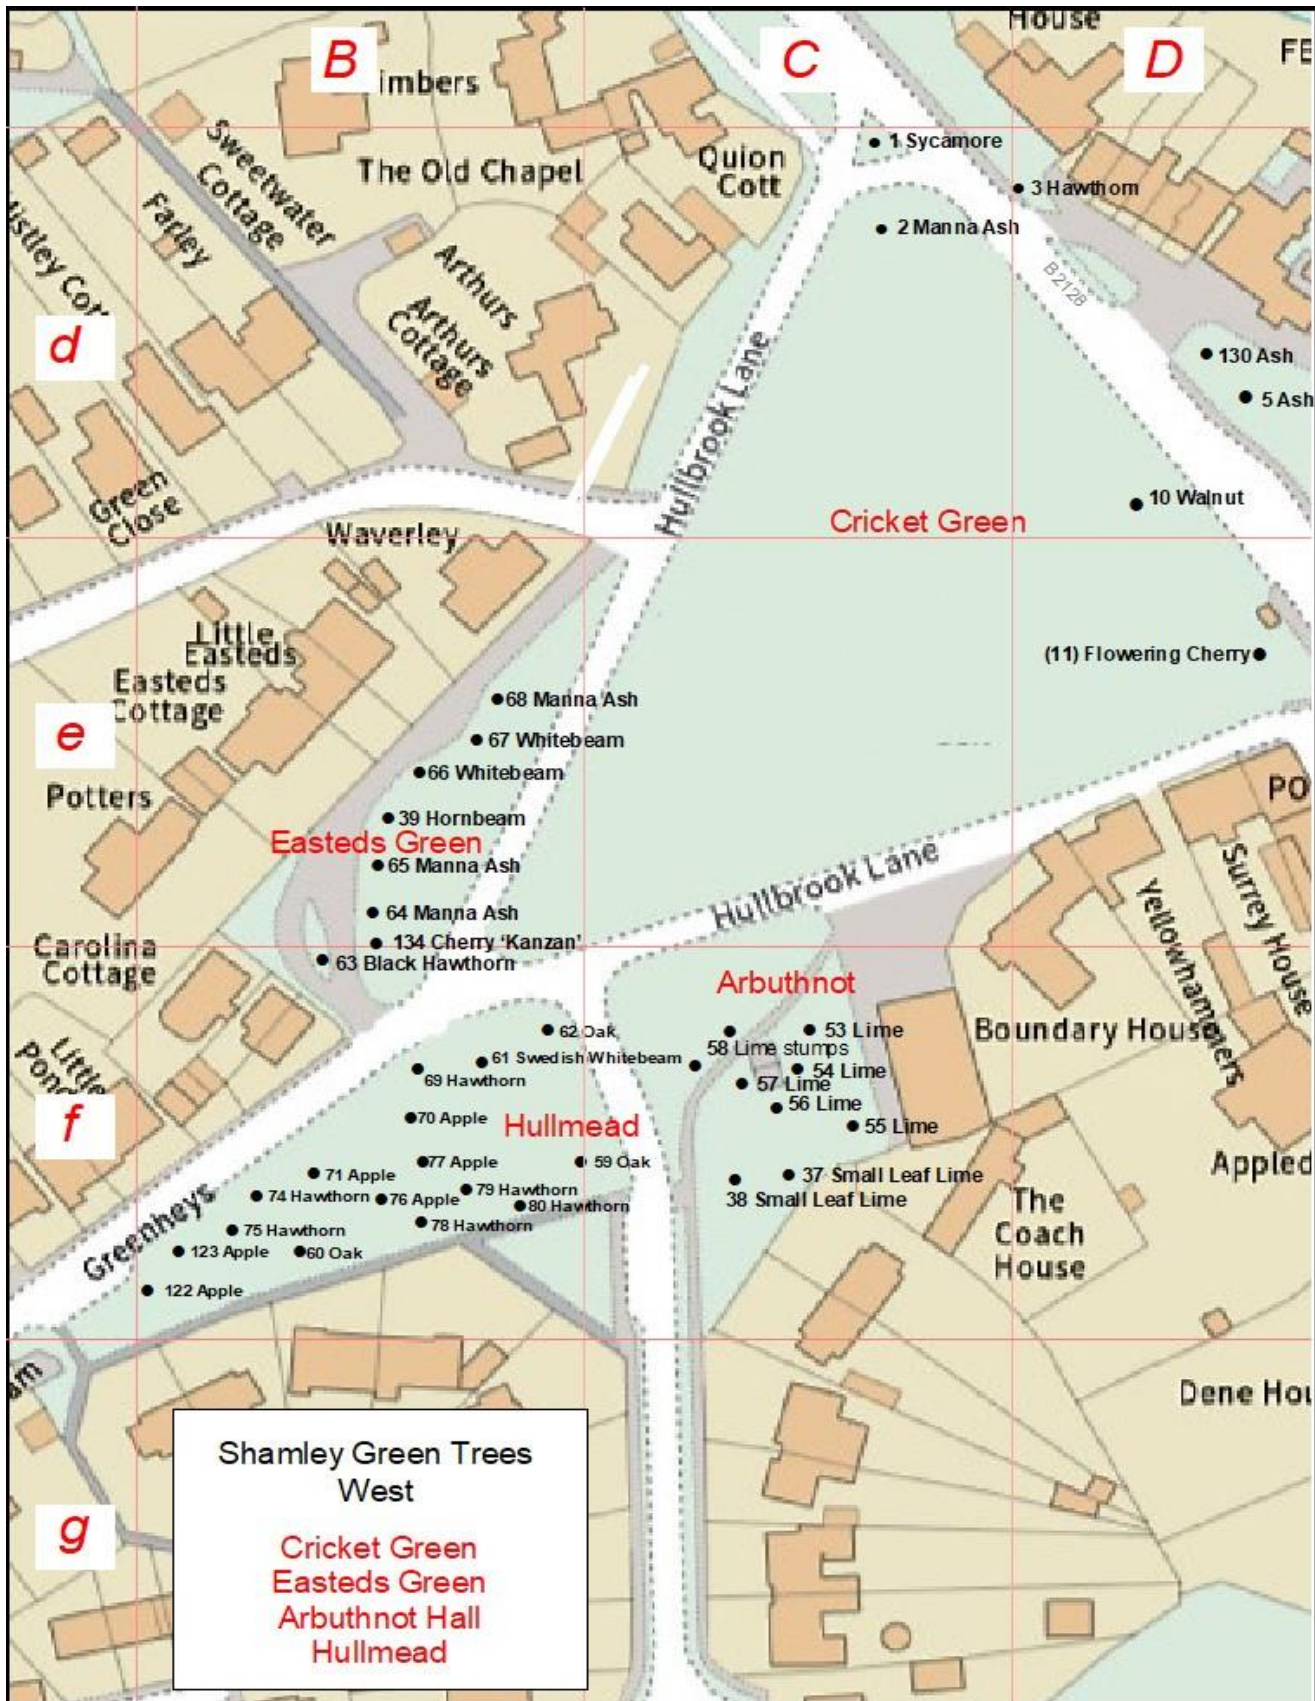 House
B
C
D
FE
imbers
1 Sycamore
Sweetwater
Cottage
The Old Chapel
Quion
Cott
3 Hawthorn
Farley
2 Manna Ash
Mistley Cott
Arthurs
B2128
Arthurs
Cottage
d
130 Ash
5 Ash
Hullbrook Lane
Green
Close
10 Walnut
Cricket Green
Waverley
Little
Easteds
(11) Flowering Cherry
Easteds
Cottage
68 Manna Ash
e
67 Whitebeam
66 Whitebeam
Potters
PO
39 Hornbeam
Easteds Green
65 Manna Ash
Hullbrook Lane
Surrey House
Yellowhammers
64 Manna Ash
134 Cherry ‘Kanzan’
Carolina
Cottage
63 Black Hawthorn
Arbuthnot
62 Oak
53 Lime
Boundary House
58 Lime stumps
61 Swedish Whitebeam
54 Lime
Little
Pond
69 Hawthorn
57 Lime
56 Lime
f
70 Apple
Hullmead
55 Lime
77 Apple
59 Oak
Appled
71 Apple
37 Small Leaf Lime
79 Hawthorn
74 Hawthorn
76 Apple
38 Small Leaf Lime
80 Hawthorn
The
Coach
House
78 Hawthorn
Greenheys
75 Hawthorn
123 Apple
60 Oak
122 Apple
am
Dene Hou
Shamley Green Trees
West
g
Cricket Green
Easteds Green
Arbuthnot Hall
Hullmead